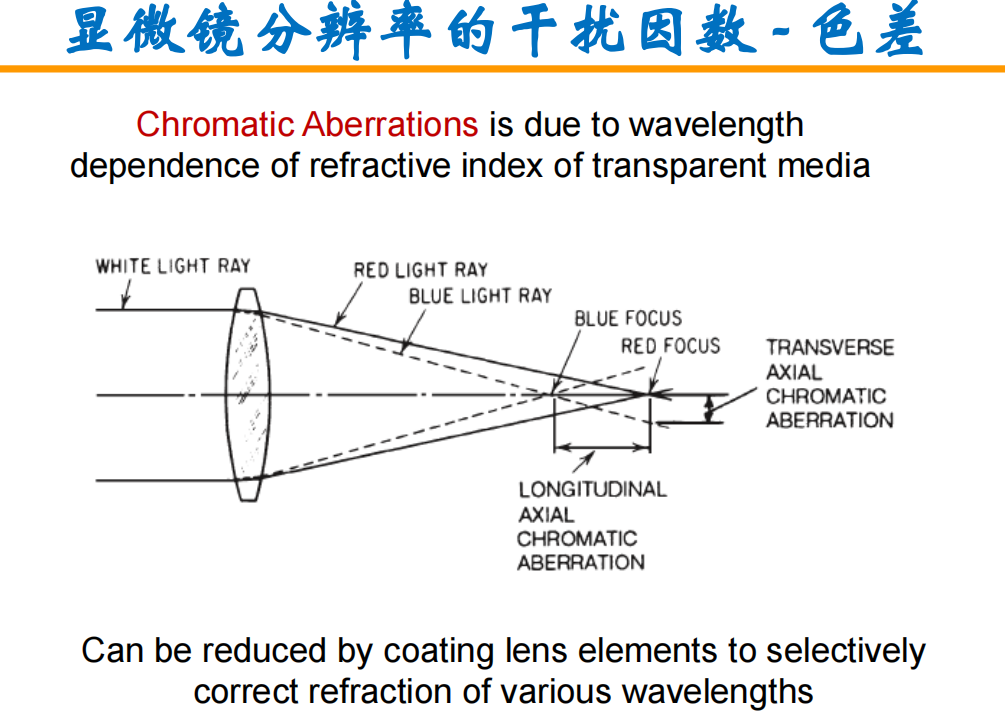 显微镜分辨率的干扰因数-色差
Chromatic Aberrations is due to wavelength
dependence of refractive index of transparent media
WHITE LIGHT RAY
RED LIGHT RAY
BLUE LIGHT RAY
BLUE FOCUS
RED FOCUS
TRANSVERSE
AXIAL
CHROMATIC
ABERRATION
LONGITUDINAL
AXIAL
CHROMATIC
ABERRATION
Can be reduced by coating lens elements to selectively
correct refraction of various wavelengths